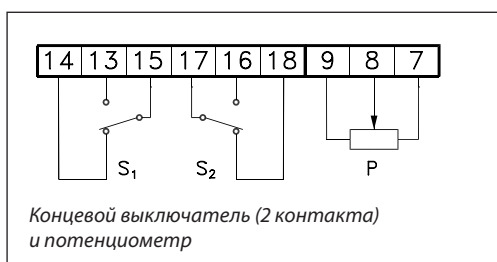 14 13 15 17 16 18 9 8 7
S₁ S₂ P
Концевой выключатель (2 контакта)
и потенциометр